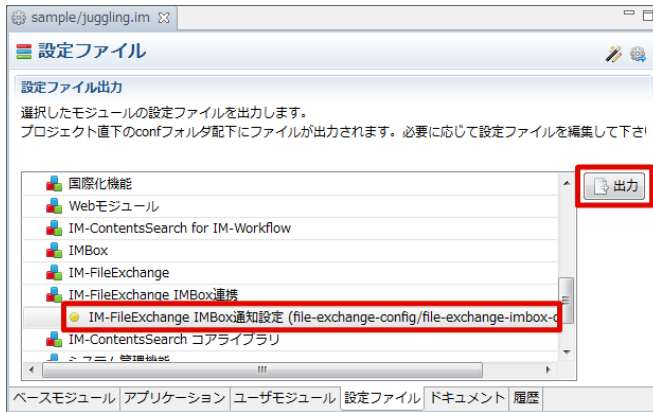 sample/juggling.im
設定ファイル
設定ファイル出力
選択したモジュールの設定ファイルを出力します。
プロジェクト直下のconfフォルダ配下にファイルが出力されます。必要に応じて設定ファイルを編集して下さ
国際化機能
出力
Webモジュール
IM-ContentsSearch for IM-Workflow
IMBox
IM-FileExchange
IM-FileExchange IMBox連携
IM-FileExchange IMBox通知設定 (file-exchange-config/file-exchange-imbox-c
IM-ContentsSearch コアライブラリ
システム管理機能
ベースモジュール アプリケーション ユーザモジュール 設定ファイル ドキュメント 履歴